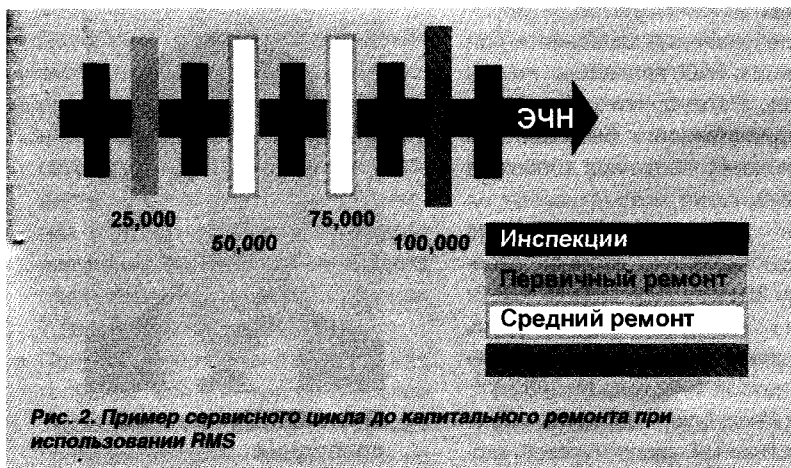 ЭЧН
25,000
50,000
75,000
100,000
Инспекции
Первичный ремонт
Средний ремонт
Рис. 2. Пример сервисного цикла до капитального ремонта при
использовании RMS